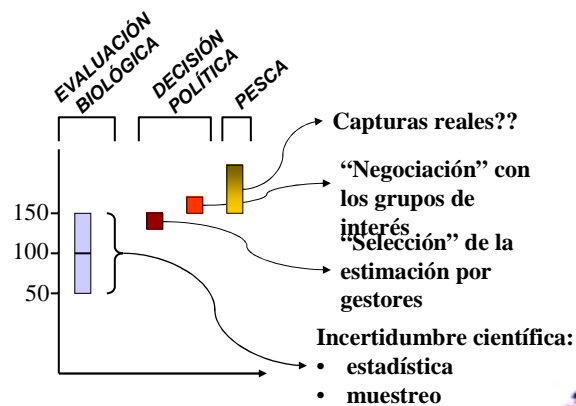 EVALUACIÓN
BIOLÓGICA
DECISIÓN
POLÍTICA
PESCA
Capturas reales??
“Negociación” con
los grupos de
interés
“Selección” de la
estimación por
gestores
150
100
50
Incertidumbre científica:
• estadística
• muestreo